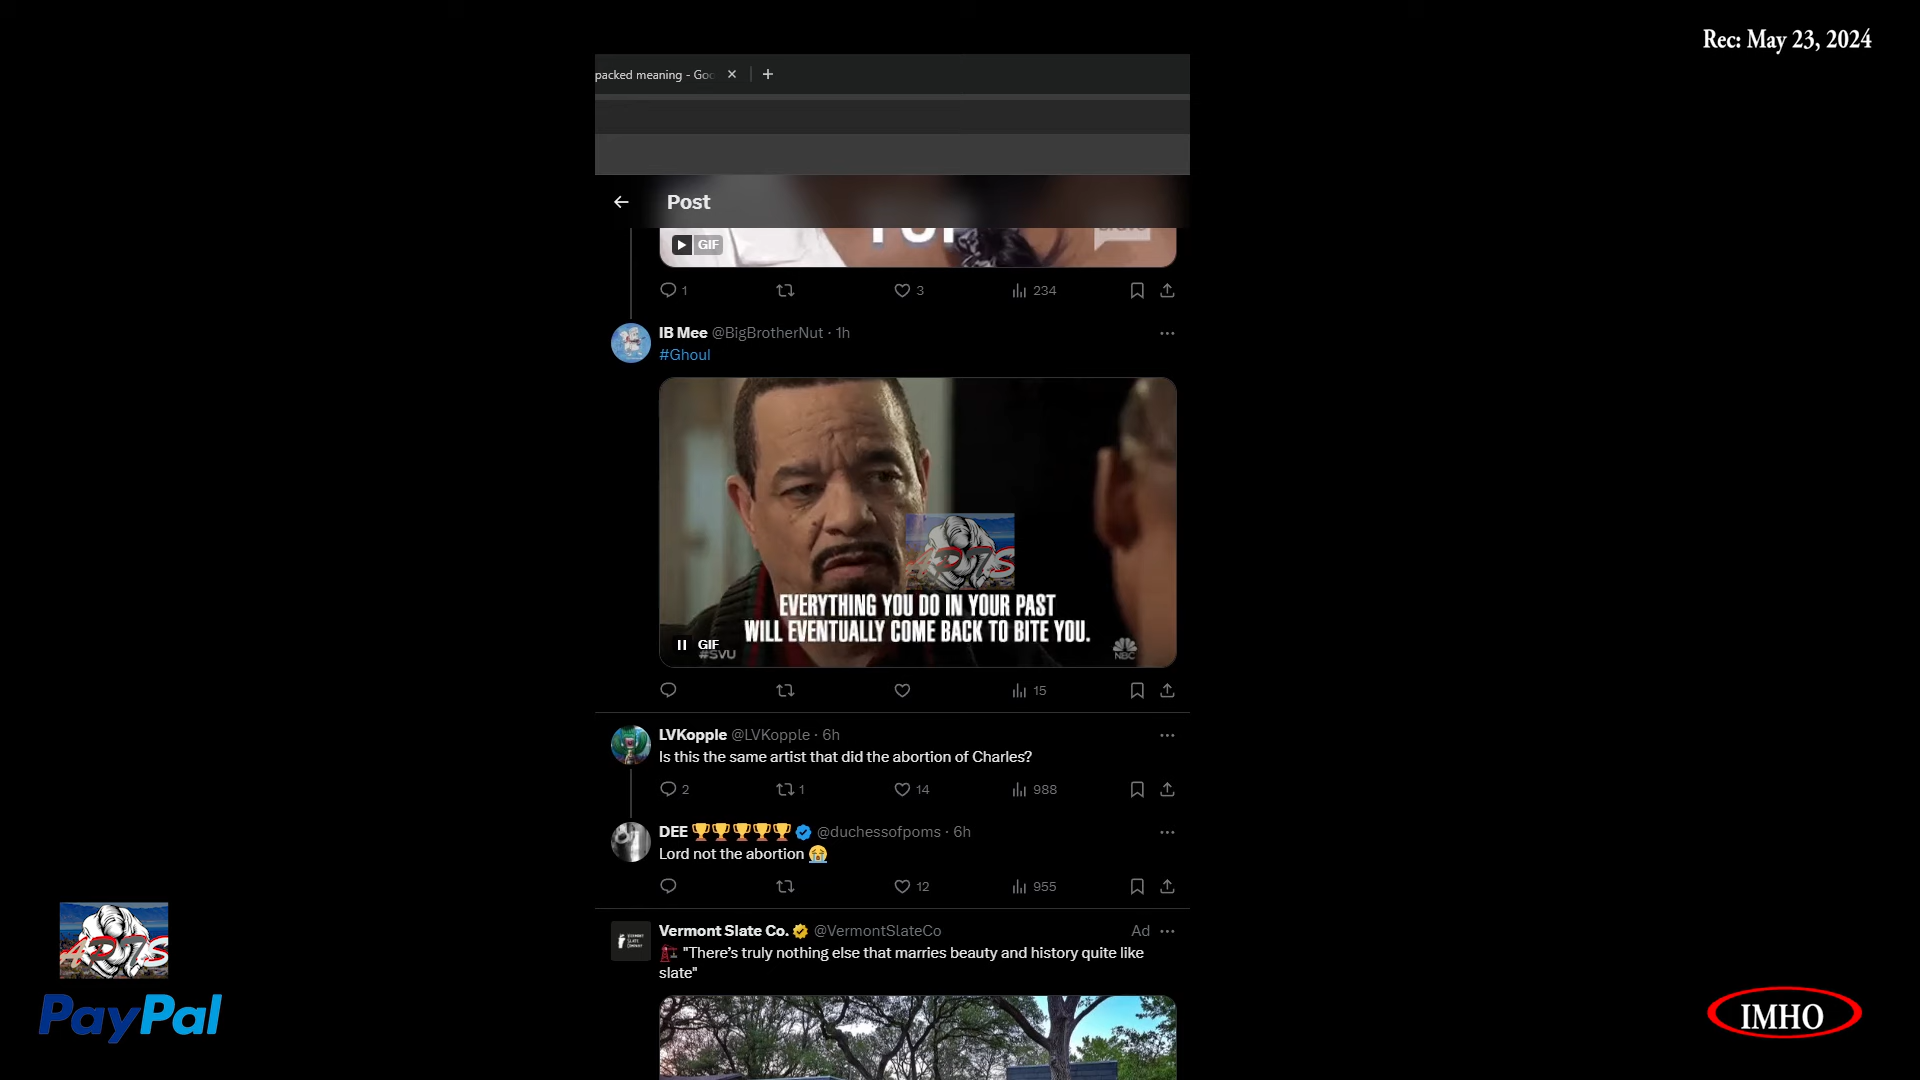 Rec: May 23, 2024
packed meaning - Goo
Post
GIF
1
3
234
IB Mee @BigBrotherNut · 1h
#Ghoul
EVERYTHING YOU DO IN YOUR PAST
WILL EVENTUALLY COME BACK TO BITE YOU.
GIF
#SVU
NBC
15
LVKopple @LVKopple · 6h
Is this the same artist that did the abortion of Charles?
2
1
14
988
DEE @duchessofpoms · 6h
Lord not the abortion
12
955
Vermont Slate Co. @VermontSlateCo
Ad
"There's truly nothing else that marries beauty and history quite like
slate"
PayPal
IMHO